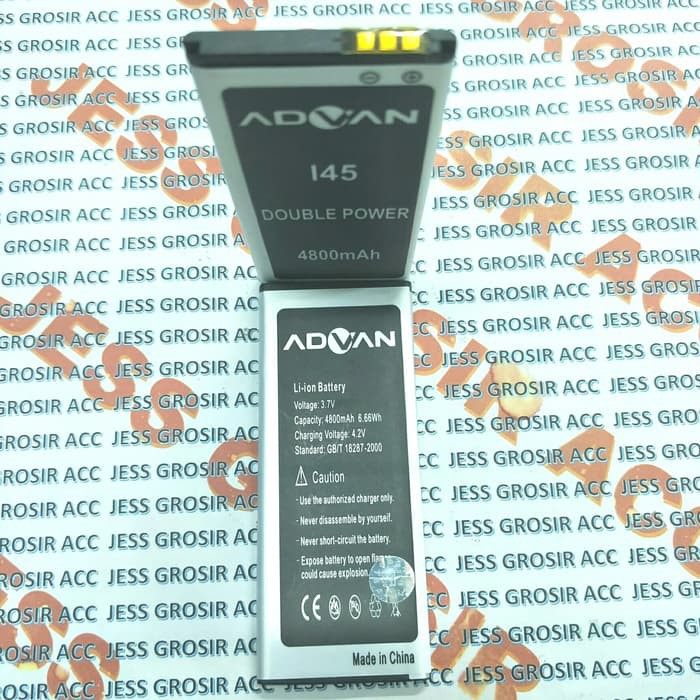 ADVAN
I45
DOUBLE POWER
4800mAh
ADVAN
Li-ion Battery
Voltage: 3.7V
Capacity: 4800mAh 6.66Wh
Charging Voltage: 4.2V
Standard: GB/T 18287-2000
Caution
- Use the authorized charger only.
- Never disassemble by yourself.
- Never short-circuit the battery.
- Expose battery to open
could cause explosion.
CE
Made in China
JESS GROSIR ACC